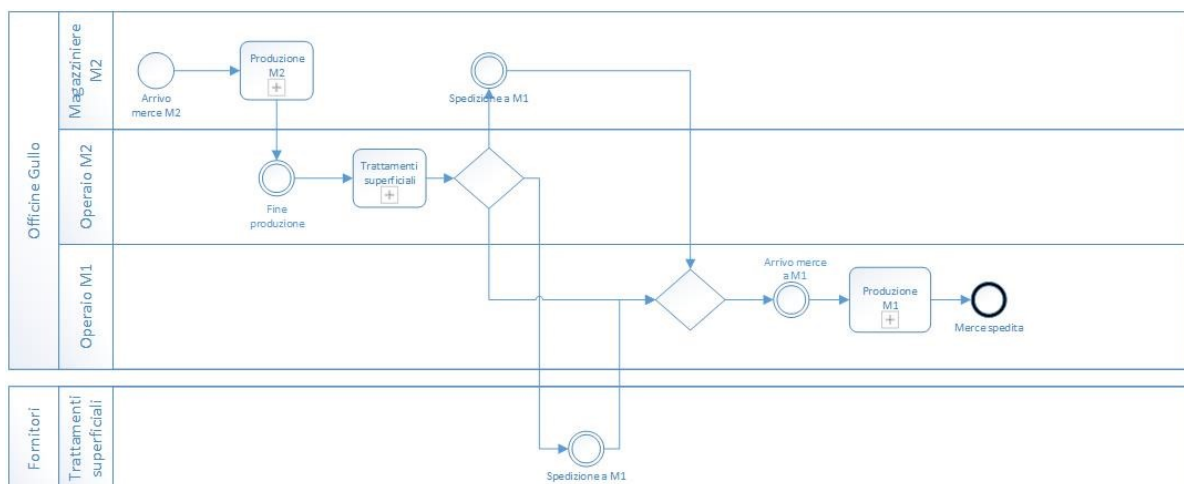 Officine Gullo
Magazziniere
M2
Arrivo
merce M2
Produzione
M2
Spedizione a M1
Operaio M2
Fine
produzione
Trattamenti
superficiali
Operaio M1
Arrivo merce
a M1
Produzione
M1
Merce spedita
Fornitori
Trattamenti
superficiali
Spedizione a M1